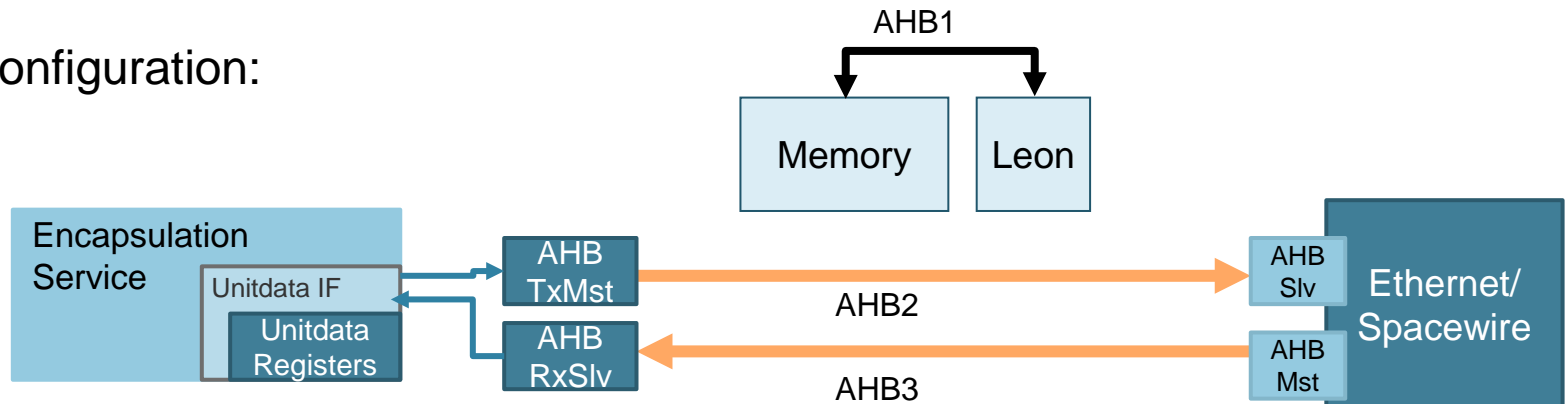 AHB1
onfiguration:
Memory
Leon
Encapsulation
Service
Unitdata IF
Unitdata
Registers
AHB
TxMst
AHB
RxSlv
AHB2
AHB3
AHB
Slv
AHB
Mst
Ethernet/
Spacewire